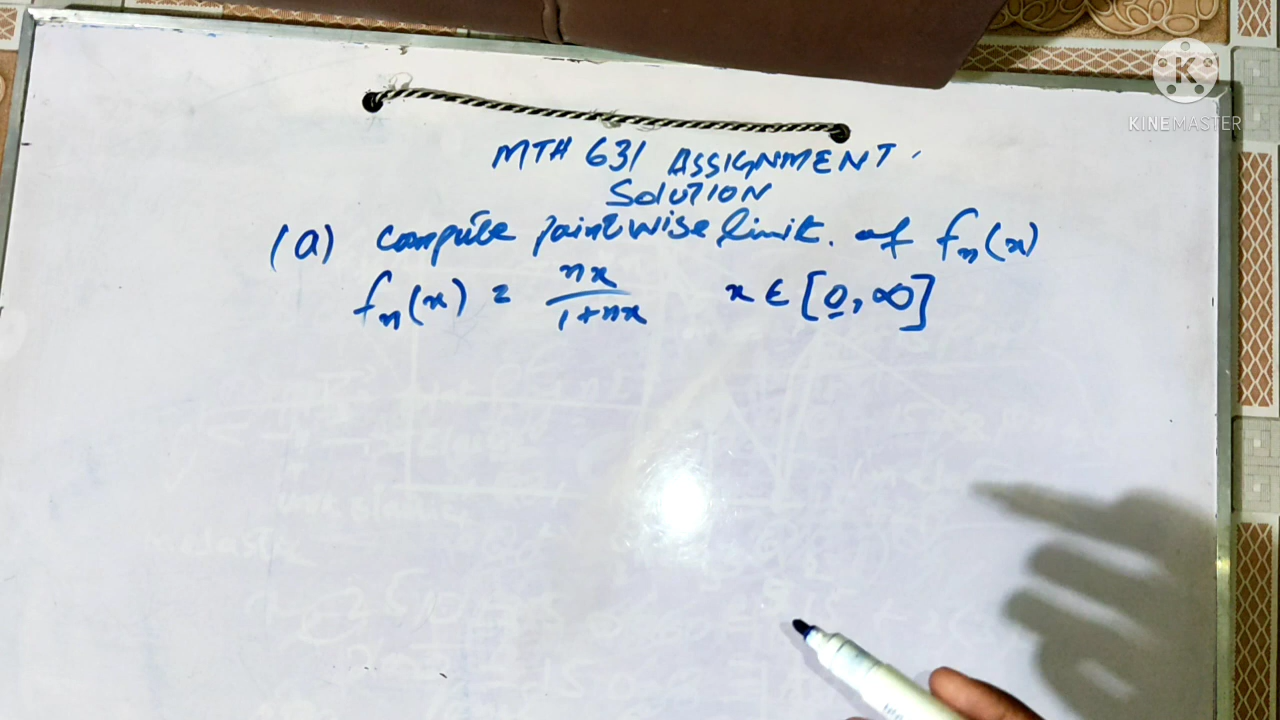 KINEMASTER
MTH 631 ASSIGNMENT.
SOLUTION
(a) compute pointwise limit. of fn(x)
fn(x) = nx/1+nx x ∈ [0, ∞]